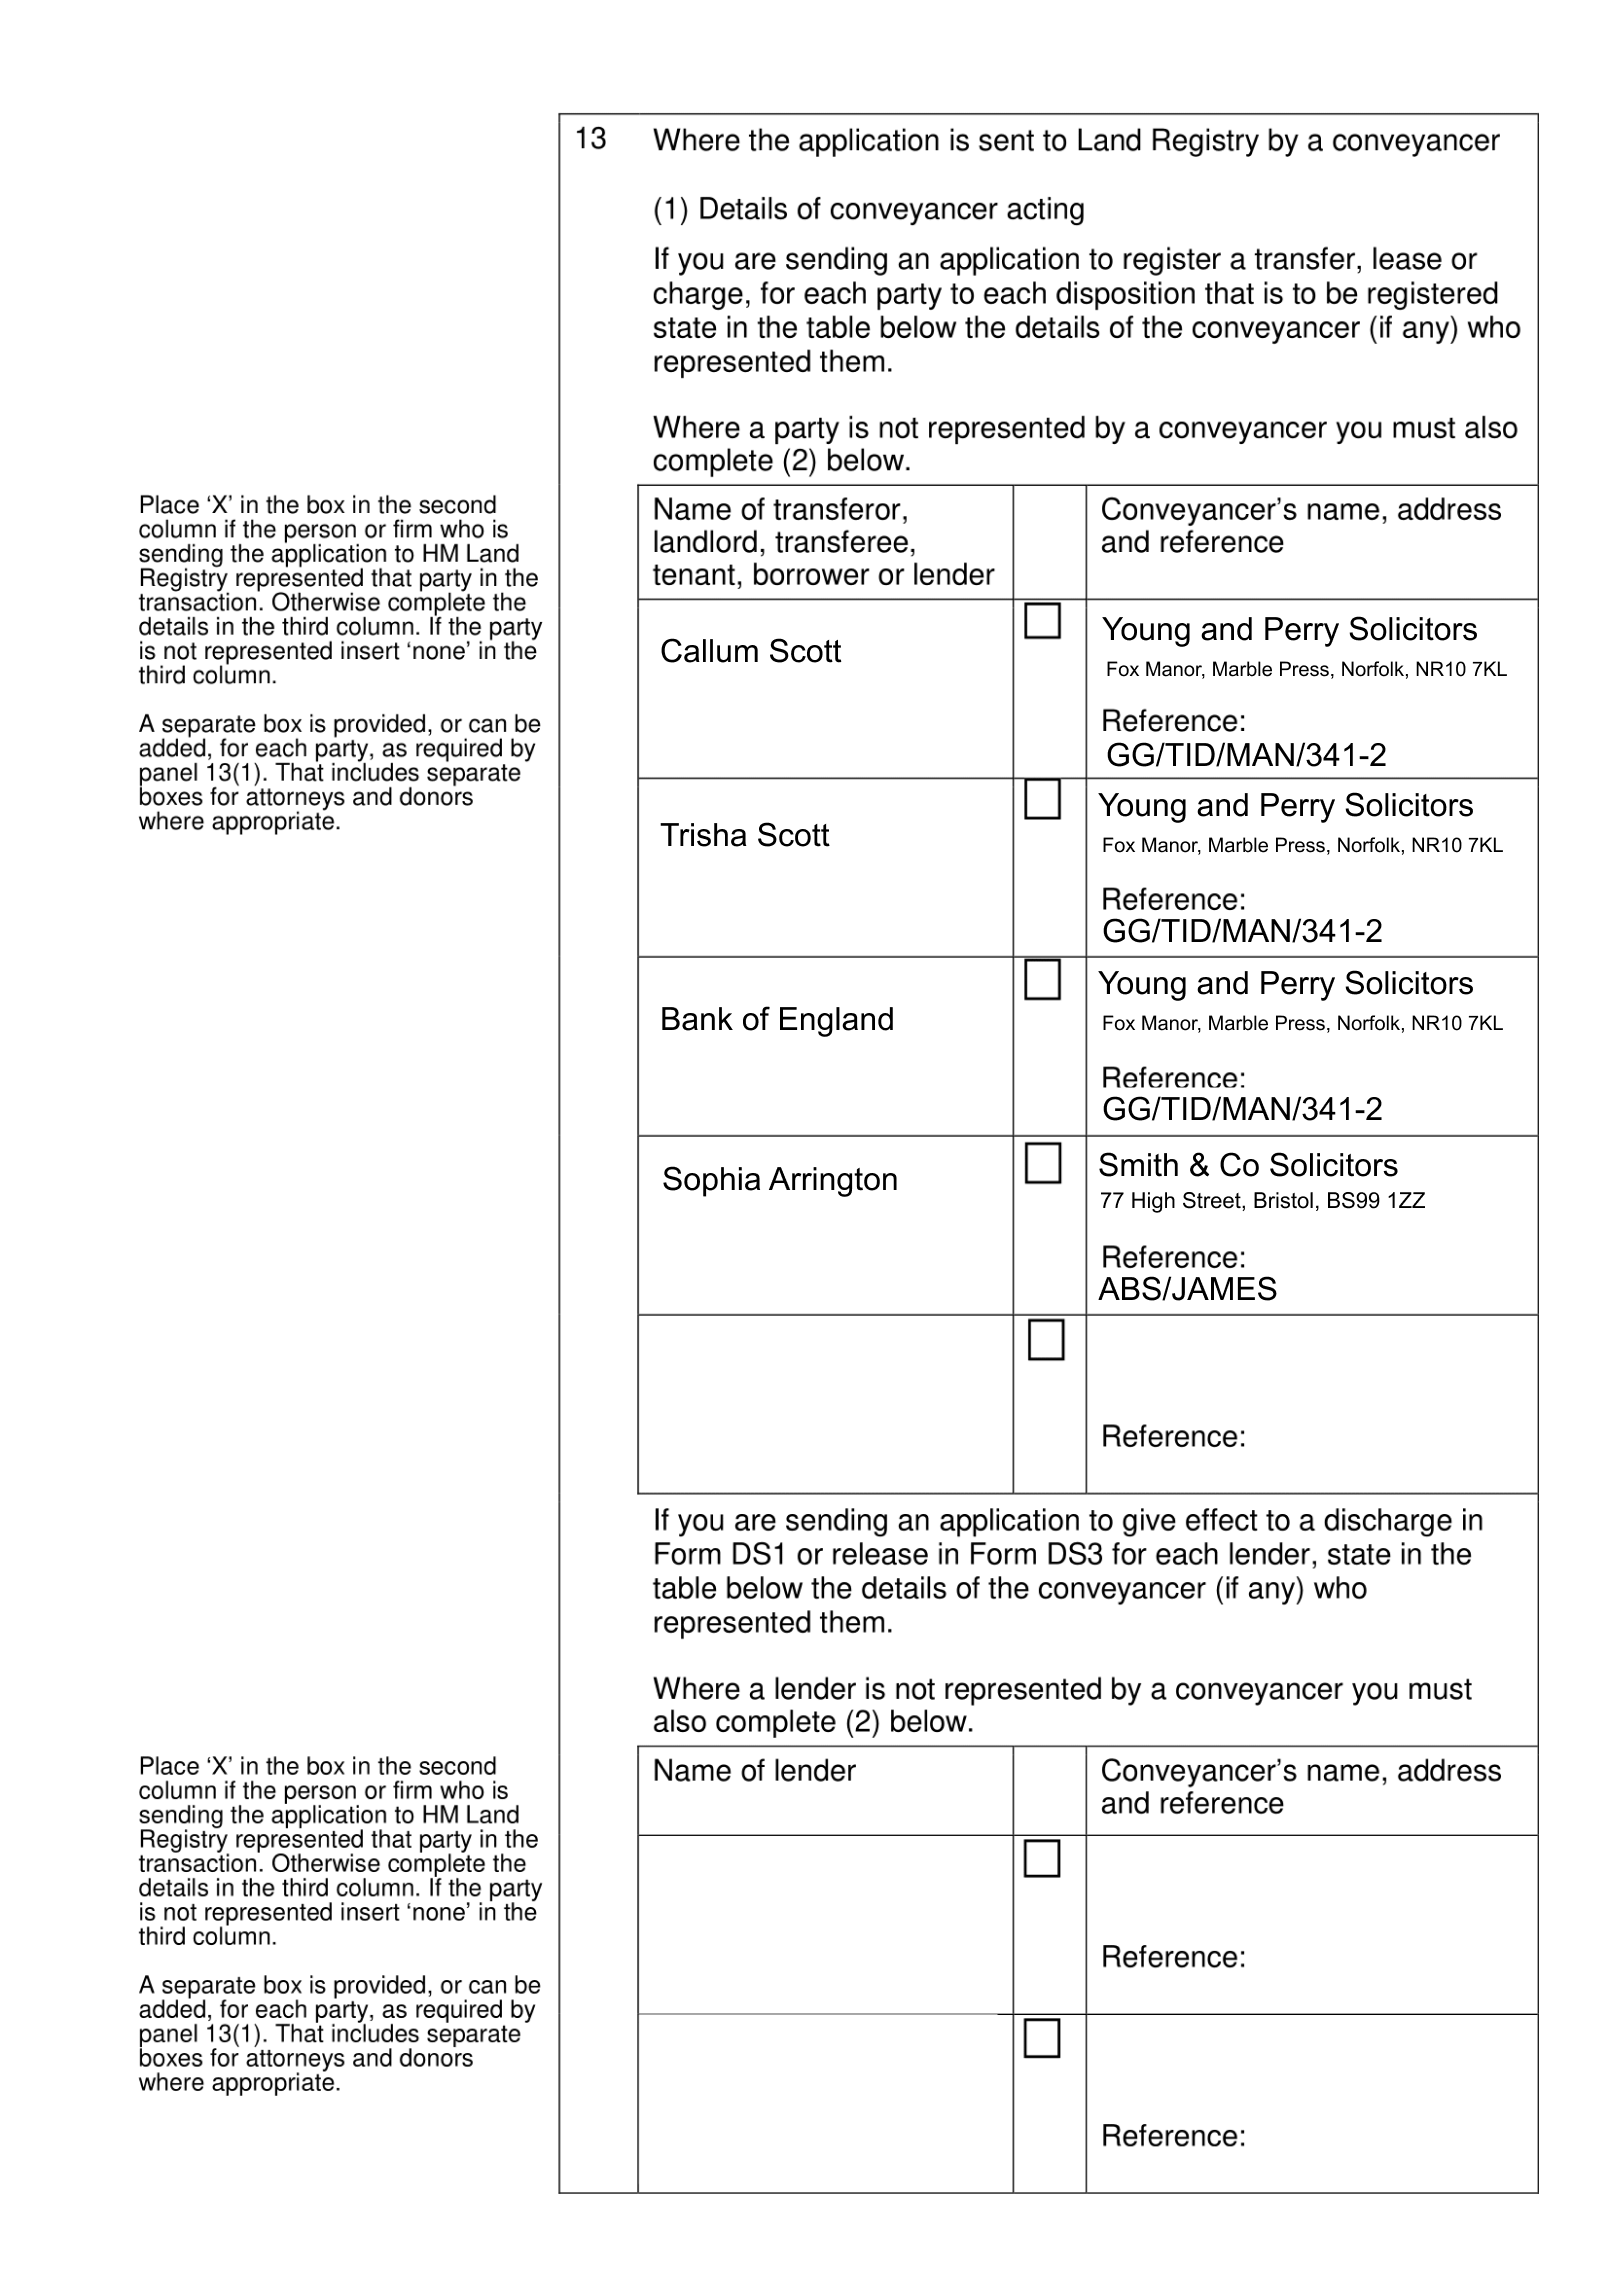 13
Where the application is sent to Land Registry by a conveyancer
(1) Details of conveyancer acting
If you are sending an application to register a transfer, lease or
charge, for each party to each disposition that is to be registered
state in the table below the details of the conveyancer (if any) who
represented them.
Where a party is not represented by a conveyancer you must also
complete (2) below.
Place ‘X’ in the box in the second
column if the person or firm who is
sending the application to HM Land
Registry represented that party in the
transaction. Otherwise complete the
details in the third column. If the party
is not represented insert ‘none’ in the
third column.
A separate box is provided, or can be
added, for each party, as required by
panel 13(1). That includes separate
boxes for attorneys and donors
where appropriate.
Name of transferor,
landlord, transferee,
tenant, borrower or lender
Conveyancer’s name, address
and reference
Callum Scott
Young and Perry Solicitors
Fox Manor, Marble Press, Norfolk, NR10 7KL
Reference:
GG/TID/MAN/341-2
Trisha Scott
Young and Perry Solicitors
Fox Manor, Marble Press, Norfolk, NR10 7KL
Reference:
GG/TID/MAN/341-2
Bank of England
Young and Perry Solicitors
Fox Manor, Marble Press, Norfolk, NR10 7KL
Reference:
GG/TID/MAN/341-2
Sophia Arrington
Smith & Co Solicitors
77 High Street, Bristol, BS99 1ZZ
Reference:
ABS/JAMES
Reference:
If you are sending an application to give effect to a discharge in
Form DS1 or release in Form DS3 for each lender, state in the
table below the details of the conveyancer (if any) who
represented them.
Where a lender is not represented by a conveyancer you must
also complete (2) below.
Place ‘X’ in the box in the second
column if the person or firm who is
sending the application to HM Land
Registry represented that party in the
transaction. Otherwise complete the
details in the third column. If the party
is not represented insert ‘none’ in the
third column.
A separate box is provided, or can be
added, for each party, as required by
panel 13(1). That includes separate
boxes for attorneys and donors
where appropriate.
Name of lender
Conveyancer’s name, address
and reference
Reference:
Reference: